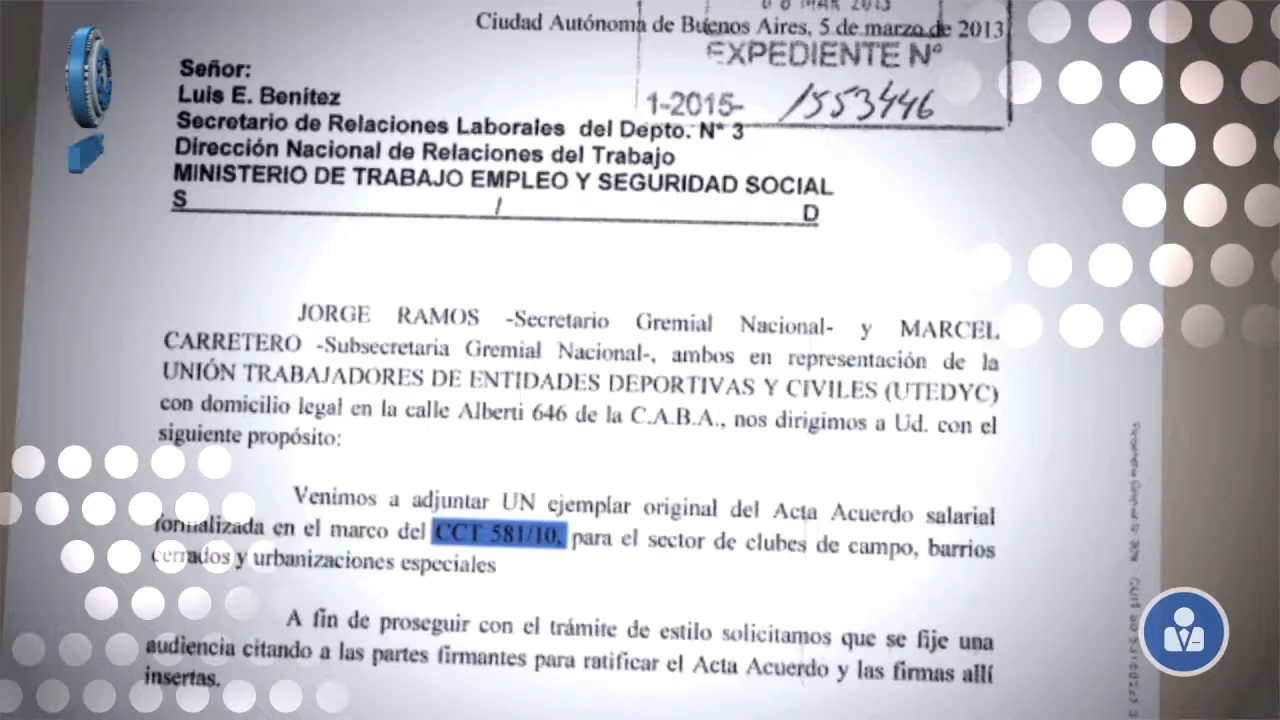 Ciudad Autónoma de Buenos Aires, 5 de marzo de 2013
EXPEDIENTE Nº
1-2015- 1553446
Señor:
Luis E. Benitez
Secretario de Relaciones Laborales del Depto. Nº 3
Dirección Nacional de Relaciones del Trabajo
MINISTERIO DE TRABAJO EMPLEO Y SEGURIDAD SOCIAL
S / D
JORGE RAMOS -Secretario Gremial Nacional- y MARCEL
CARRETERO -Subsecretaria Gremial Nacional-, ambos en representación de la
UNIÓN TRABAJADORES DE ENTIDADES DEPORTIVAS Y CIVILES (UTEDYC)
con domicilio legal en la calle Alberti 646 de la C.A.B.A., nos dirigimos a Ud. con el
siguiente propósito:
Venimos a adjuntar UN ejemplar original del Acta Acuerdo salarial
formalizada en el marco del CCT 581/10, para el sector de clubes de campo, barrios
cerrados y urbanizaciones especiales
A fin de proseguir con el trámite de estilo solicitamos que se fije una
audiencia citando a las partes firmantes para ratificar el Acta Acuerdo y las firmas allí
insertas.